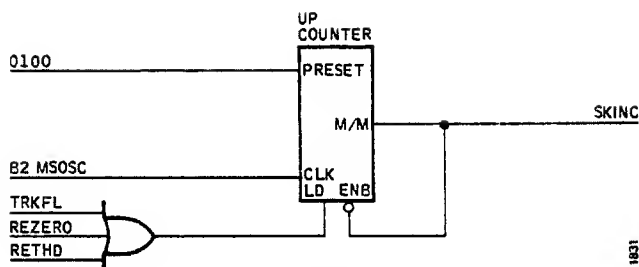 UP
COUNTER
0100
PRESET
M/M
SKINC
82 MSOSC
CLK
LD ENB
TRKFL
REZERO
RETHD
1831